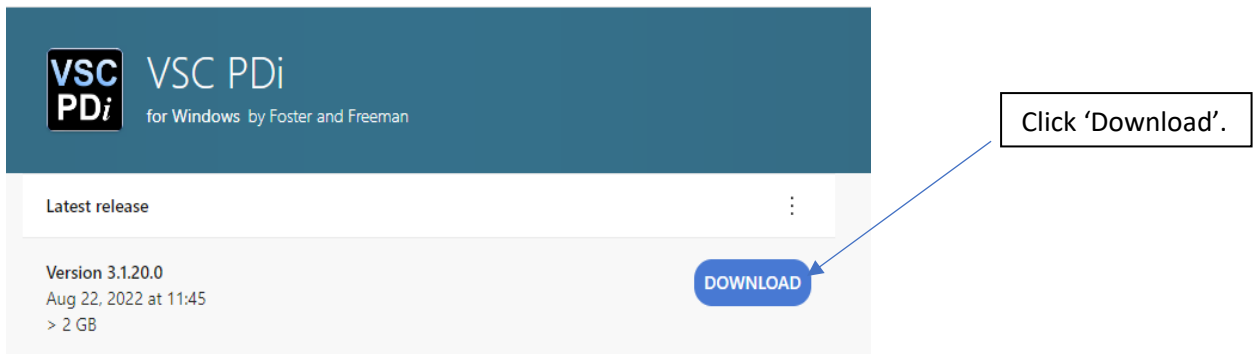 VSC
PDi
VSC PDi
for Windows by Foster and Freeman
Click ‘Download’.
Latest release
Version 3.1.20.0
Aug 22, 2022 at 11:45
> 2 GB
DOWNLOAD